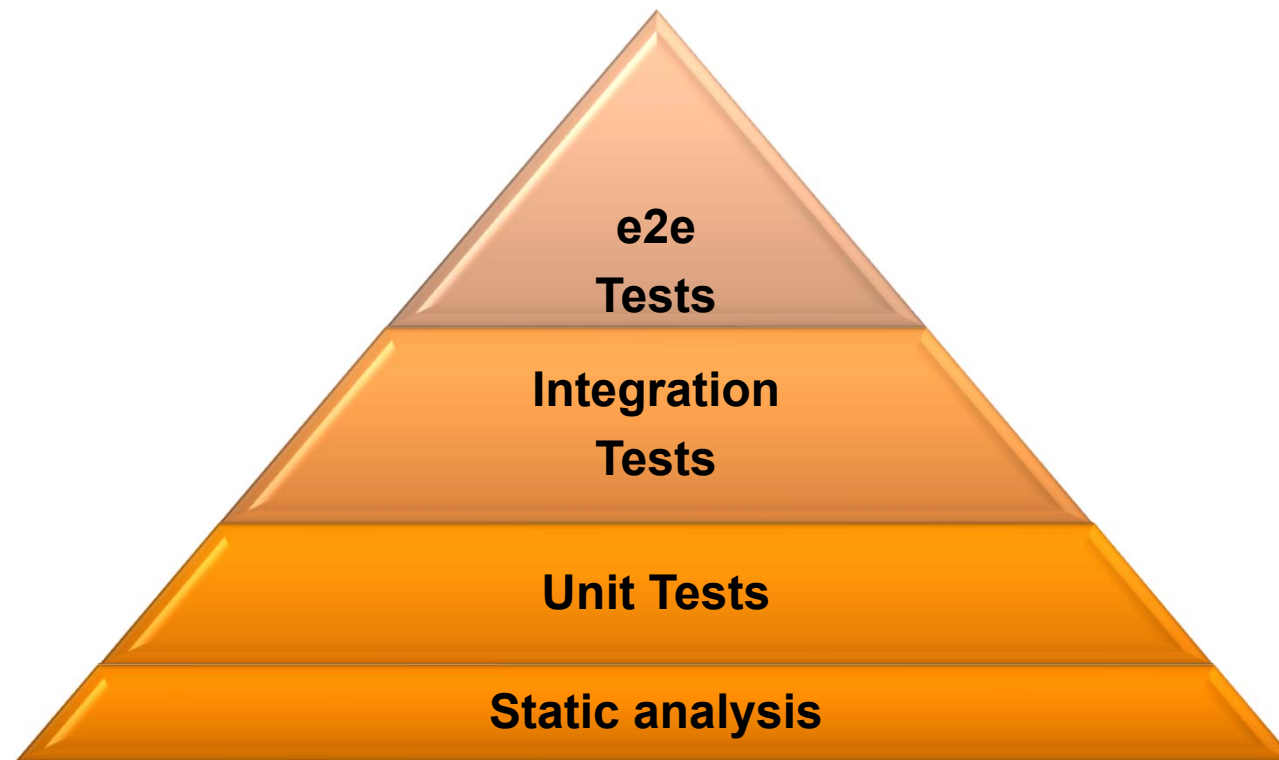 e2e
Tests
Integration
Tests
Unit Tests
Static analysis